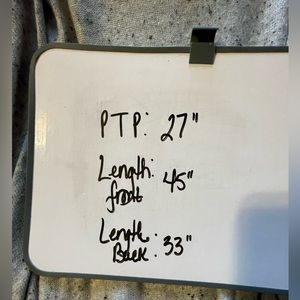 PTP: 27"
Length: 45"
front
Length: 33"
Back: